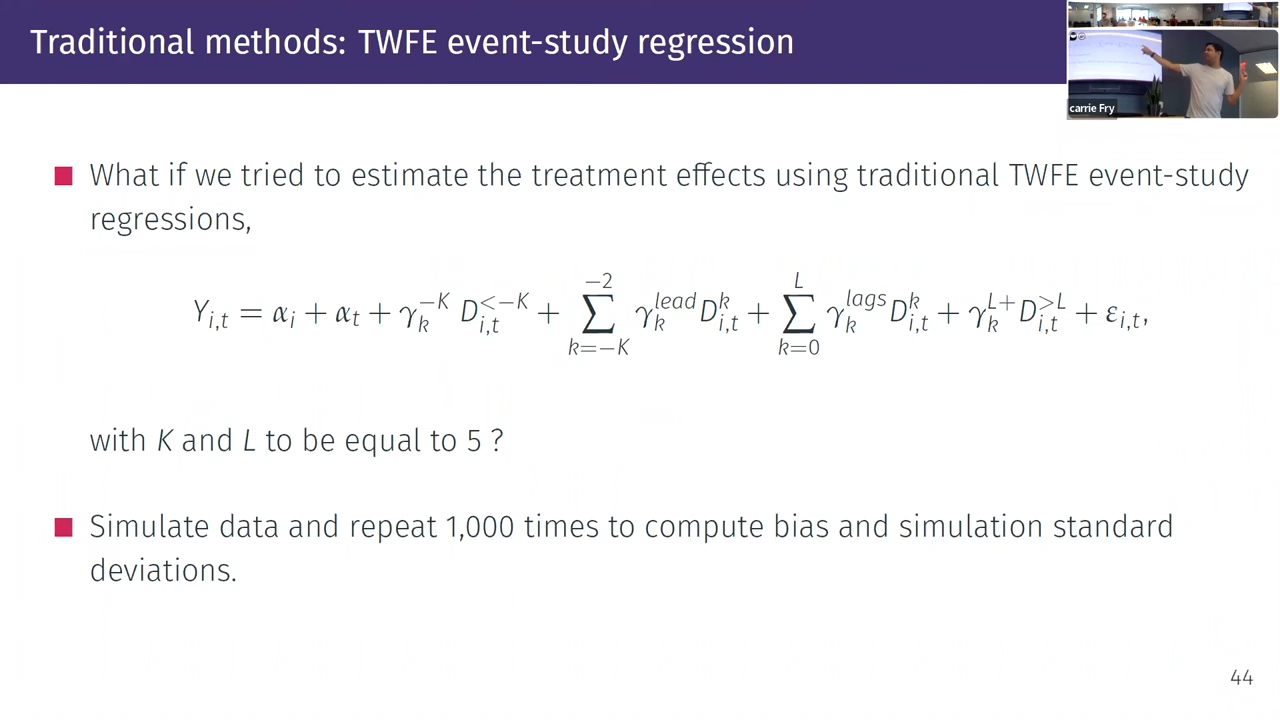 Traditional methods: TWFE event-study regression
carrie Fry
■ What if we tried to estimate the treatment effects using traditional TWFE event-study
regressions,
Y_{i,t} = α_i + α_t + γ_k^{-K} D_{i,t}^{<-K} + ∑_{k=-K}^{-2} γ_k^{lead} D_{i,t}^k + ∑_{k=0}^{L} γ_k^{lags} D_{i,t}^k + γ_k^{L+} D_{i,t}^{>L} + ε_{i,t},
with K and L to be equal to 5 ?
■ Simulate data and repeat 1,000 times to compute bias and simulation standard
deviations.
44